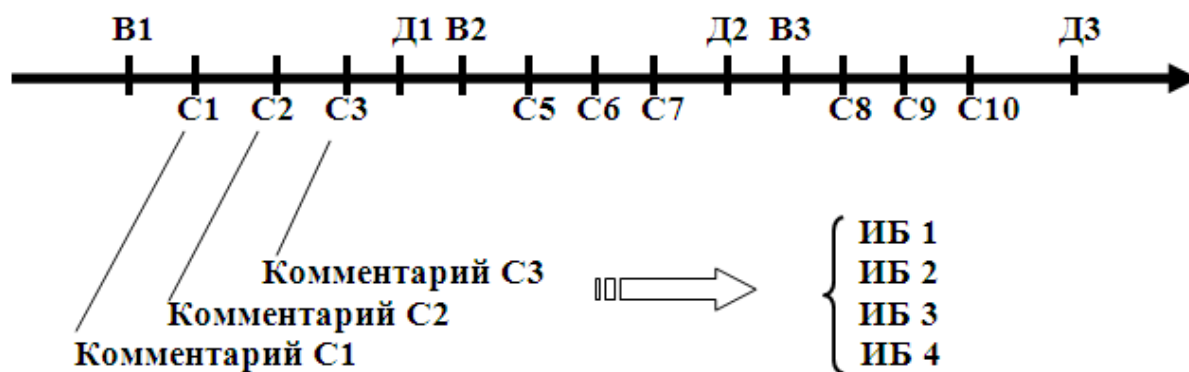 В1 Д1 В2 Д2 В3 Д3
С1 С2 С3 С5 С6 С7 С8 С9 С10
ИБ 1
Комментарий С3 ИБ 2
Комментарий С2 ИБ 3
Комментарий С1 ИБ 4